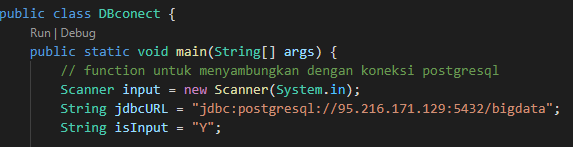 public class DBconect {
Run | Debug
public static void main(String[] args) {
// function untuk menyambungkan dengan koneksi postgresql
Scanner input = new Scanner(System.in);
String jdbcURL = "jdbc:postgresql://95.216.171.129:5432/bigdata";
String isInput = "Y";